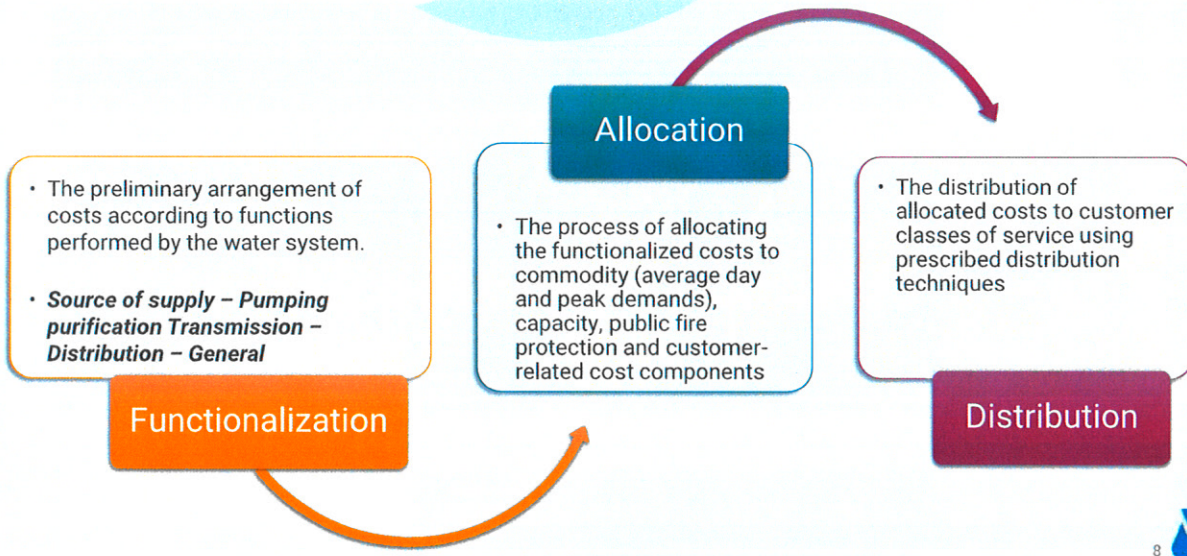 • The preliminary arrangement of
costs according to functions
performed by the water system.
• Source of supply – Pumping
purification Transmission –
Distribution – General
Functionalization
Allocation
• The process of allocating
the functionalized costs to
commodity (average day
and peak demands),
capacity, public fire
protection and customer-
related cost components
• The distribution of
allocated costs to customer
classes of service using
prescribed distribution
techniques
Distribution
8